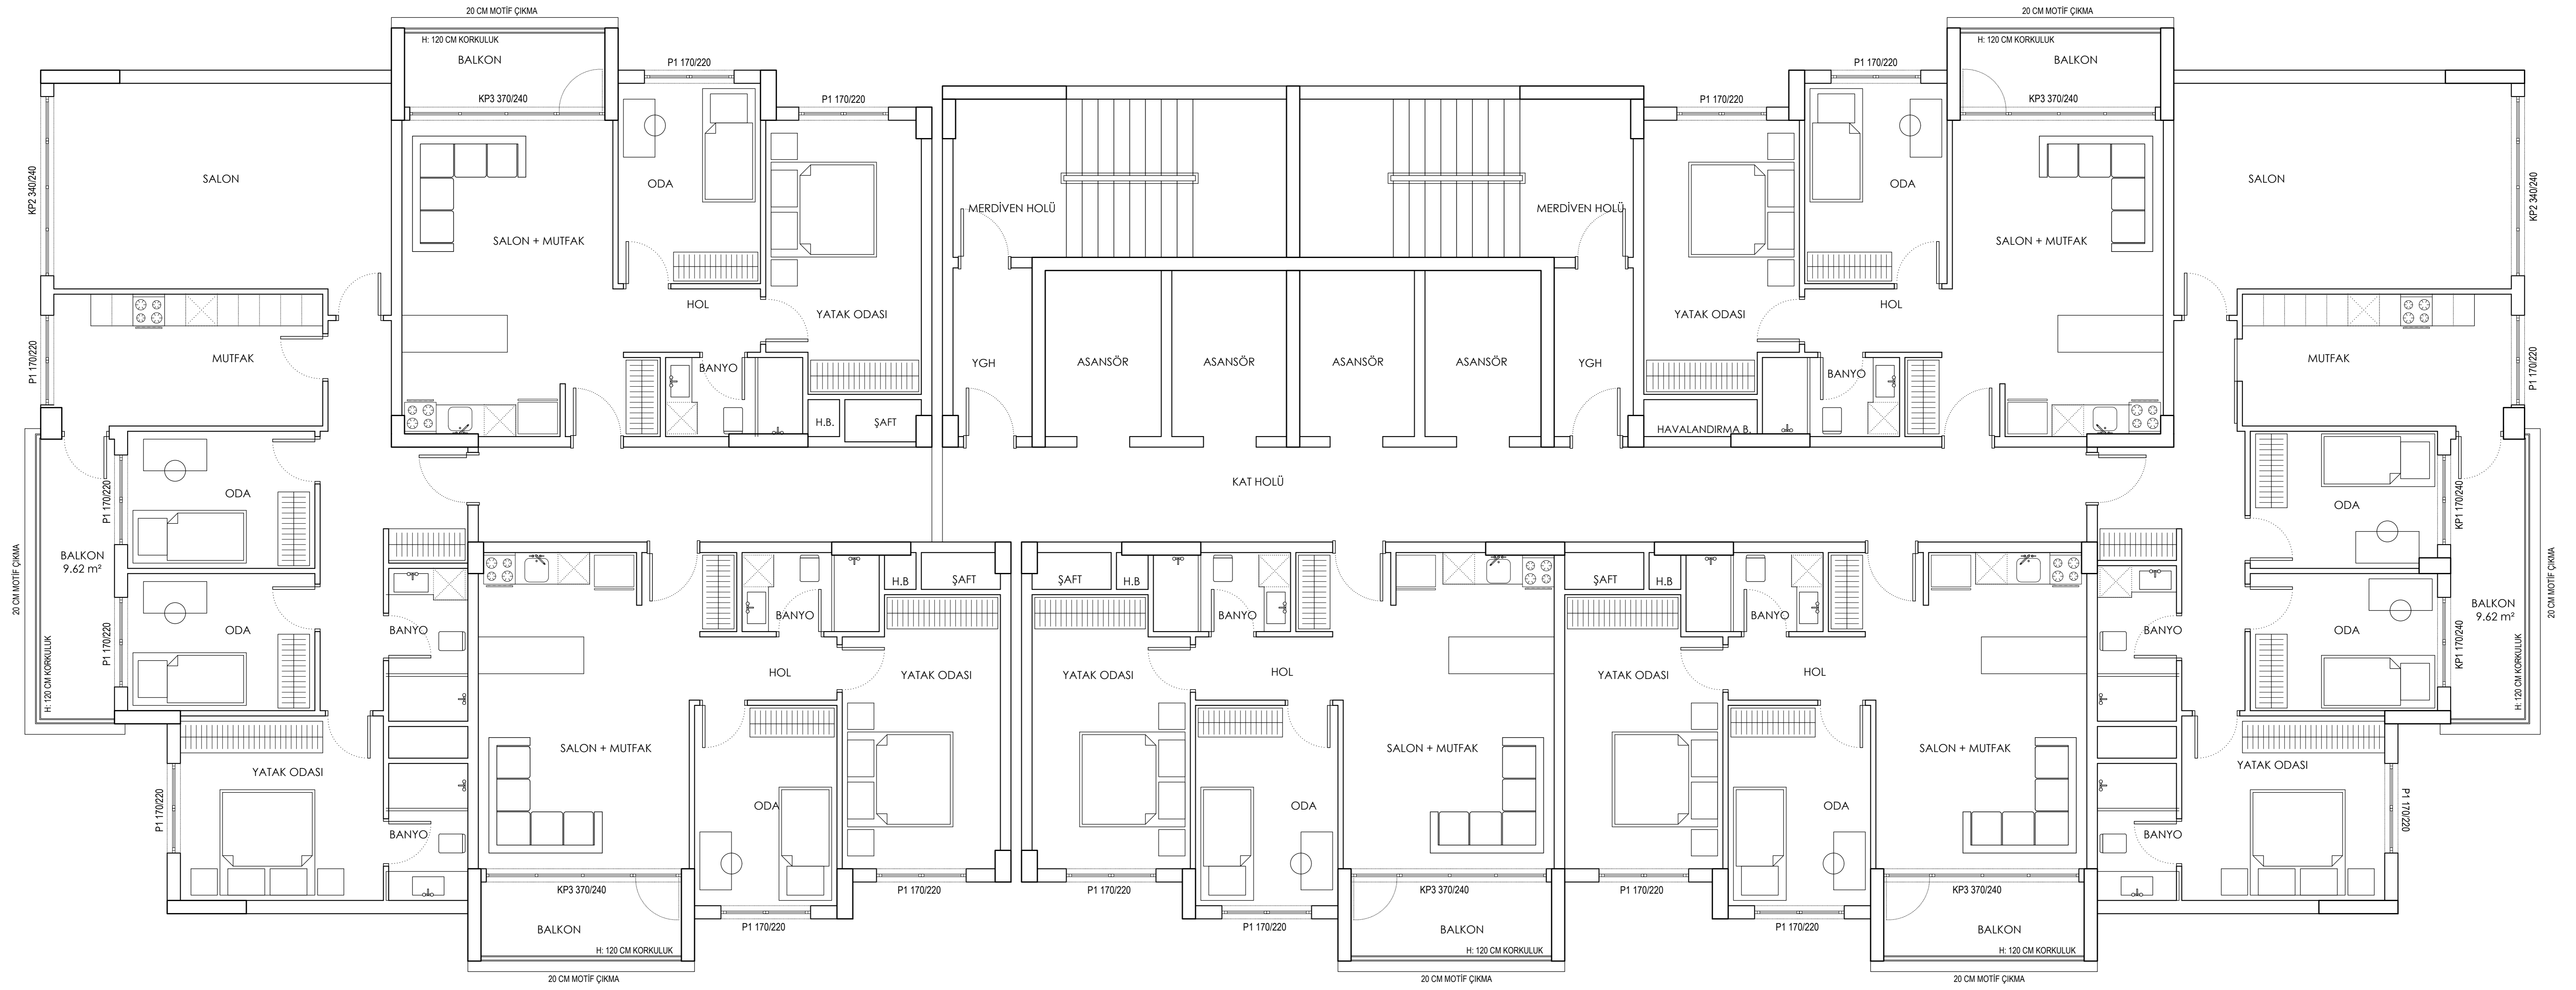 20 CM MOTİF ÇIKMA
20 CM MOTİF ÇIKMA
H: 120 CM KORKULUK
H: 120 CM KORKULUK
BALKON
BALKON
P1 170/220
P1 170/220
KP3 370/240
P1 170/220
P1 170/220
KP3 370/240
KP2 340/240
SALON
ODA
ODA
SALON
KP2 340/240
MERDİVEN HOLÜ
MERDİVEN HOLÜ
SALON + MUTFAK
SALON + MUTFAK
HOL
HOL
YATAK ODASI
YATAK ODASI
P1 170/220
MUTFAK
BANYO
YGH
ASANSÖR
ASANSÖR
ASANSÖR
ASANSÖR
YGH
BANYO
MUTFAK
P1 170/220
H.B.
ŞAFT
HAVALANDIRMA B.
KAT HOLÜ
P1 170/220
ODA
ODA
KP1 170/240
20 CM MOTİF ÇIKMA
BALKON
9.62 m²
H.B
ŞAFT
ŞAFT
H.B
ŞAFT
H.B
20 CM MOTİF ÇIKMA
BALKON
9.62 m²
BANYO
BANYO
BANYO
P1 170/220
ODA
BANYO
BANYO
ODA
KP1 170/240
H: 120 CM KORKULUK
H: 120 CM KORKULUK
HOL
YATAK ODASI
YATAK ODASI
HOL
YATAK ODASI
HOL
SALON + MUTFAK
SALON + MUTFAK
SALON + MUTFAK
YATAK ODASI
YATAK ODASI
P1 170/220
ODA
ODA
ODA
P1 170/220
BANYO
BANYO
KP3 370/240
P1 170/220
P1 170/220
KP3 370/240
P1 170/220
KP3 370/240
P1 170/220
P1 170/220
P1 170/220
BALKON
BALKON
BALKON
H: 120 CM KORKULUK
H: 120 CM KORKULUK
H: 120 CM KORKULUK
20 CM MOTİF ÇIKMA
20 CM MOTİF ÇIKMA
20 CM MOTİF ÇIKMA